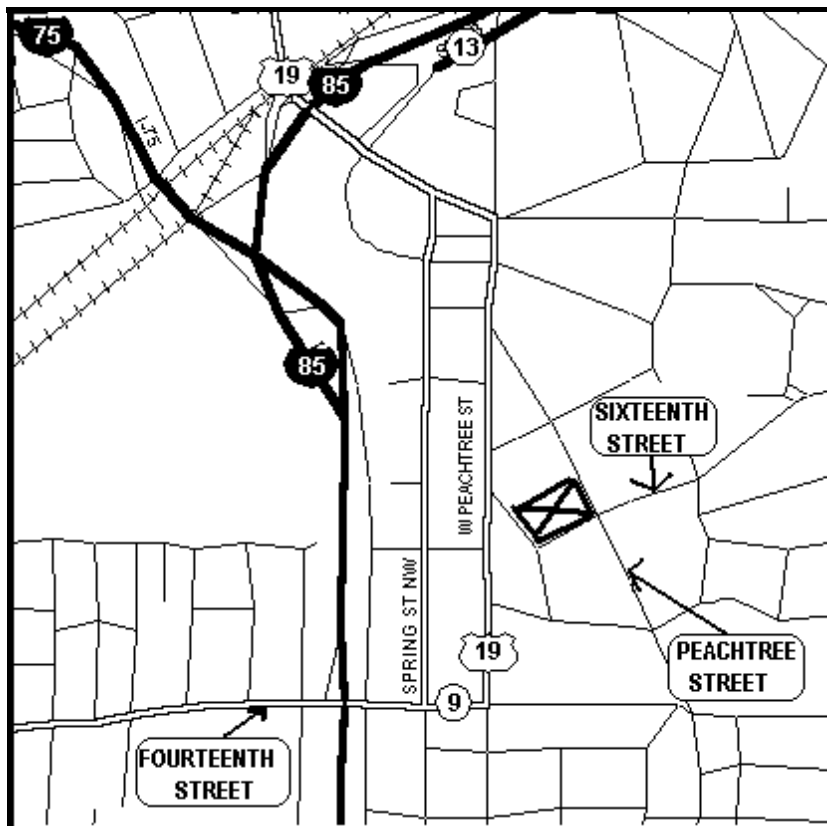 75
13
19
85
I-75
85
SIXTEENTH
STREET
W PEACHTREE ST
SPRING ST NW
19
PEACHTREE
STREET
9
FOURTEENTH
STREET